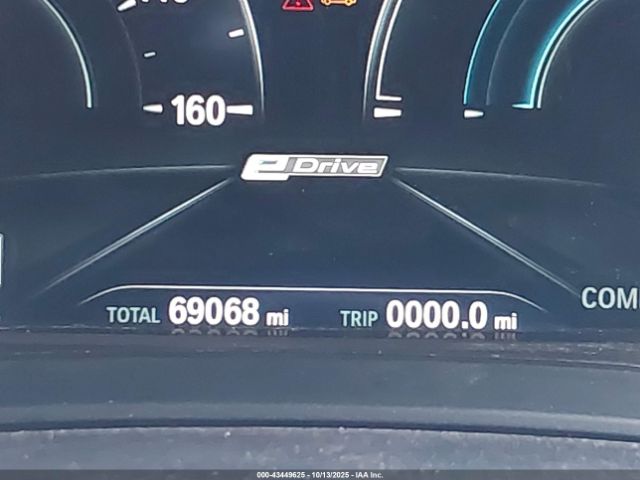 160
eDrive
TOTAL 69068 mi TRIP 0000.0 mi
COM
000-43449625 - 10/13/2025 - IAA Inc.